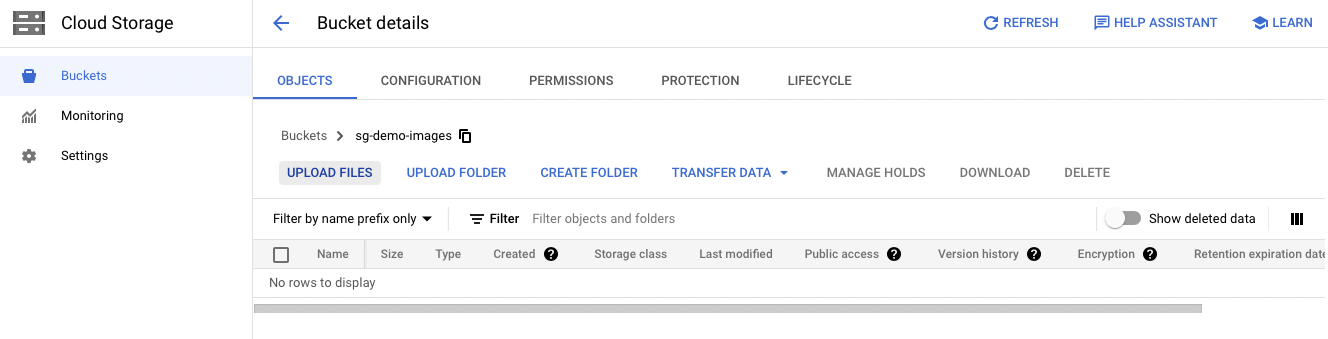 Cloud Storage
Bucket details
REFRESH
HELP ASSISTANT
LEARN
Buckets
Monitoring
Settings
OBJECTS
CONFIGURATION
PERMISSIONS
PROTECTION
LIFECYCLE
Buckets
sg-demo-images
UPLOAD FILES
UPLOAD FOLDER
CREATE FOLDER
TRANSFER DATA
MANAGE HOLDS
DOWNLOAD
DELETE
Filter by name prefix only
Filter
Filter objects and folders
Show deleted data
Name
Size
Type
Created
Storage class
Last modified
Public access
Version history
Encryption
Retention expiration date
No rows to display